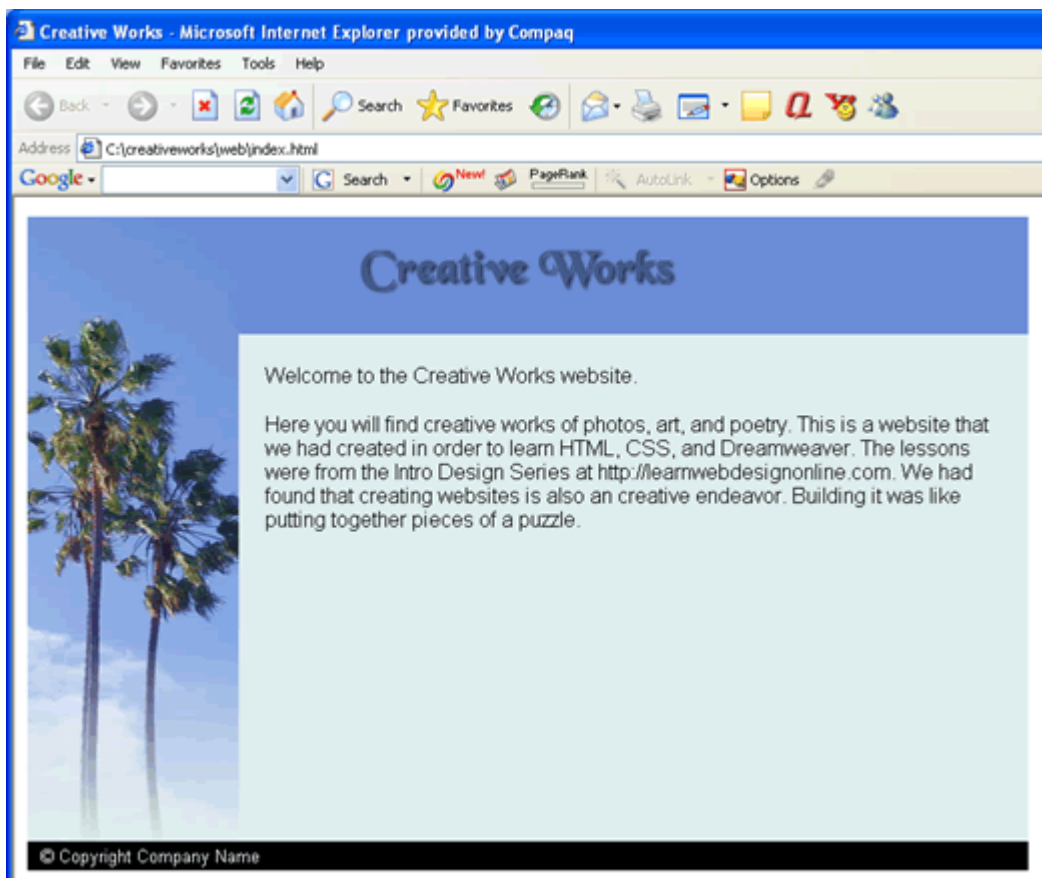 Creative Works - Microsoft Internet Explorer provided by Compaq
File Edit View Favorites Tools Help
Back Search Favorites
Address C:\creativeworks\web\index.html
Google G Search New! PageRank AutoLink Options
Creative Works
Welcome to the Creative Works website.
Here you will find creative works of photos, art, and poetry. This is a website that
we had created in order to learn HTML, CSS, and Dreamweaver. The lessons
were from the Intro Design Series at http://learnwebdesignonline.com. We had
found that creating websites is also an creative endeavor. Building it was like
putting together pieces of a puzzle.
© Copyright Company Name